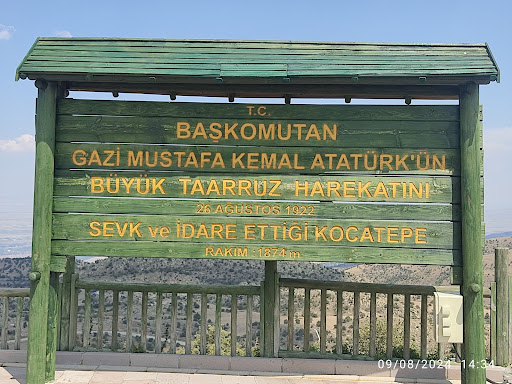 T.C.
BAŞKOMUTAN
GAZİ MUSTAFA KEMAL ATATÜRK'ÜN
BÜYÜK TAARRUZ HAREKATINI
26 AĞUSTOS 1922
SEVK ve İDARE ETTİĞİ KOCATEPE
RAKIM : 1874 m
09/08/2024 14:34